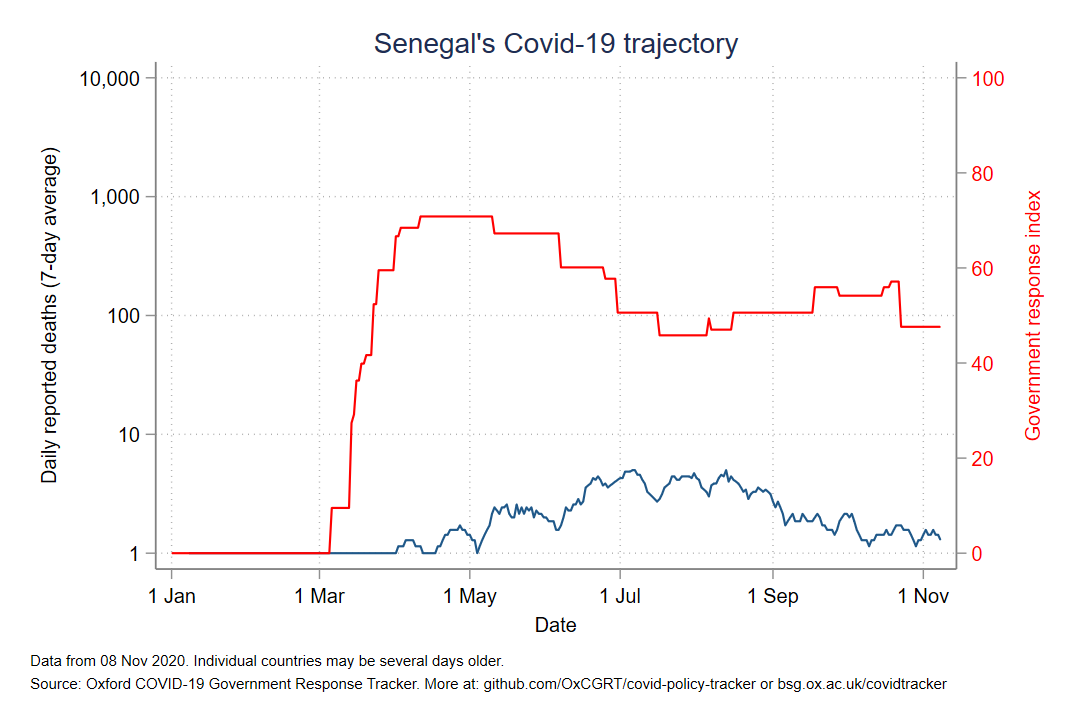 Senegal's Covid-19 trajectory
10,000
1,000
100
10
1
Daily reported deaths (7-day average)
100
80
60
40
20
0
Government response index
1 Jan
1 Mar
1 May
1 Jul
1 Sep
1 Nov
Date
Data from 08 Nov 2020. Individual countries may be several days older.
Source: Oxford COVID-19 Government Response Tracker. More at: github.com/OxCGRT/covid-policy-tracker or bsg.ox.ac.uk/covidtracker